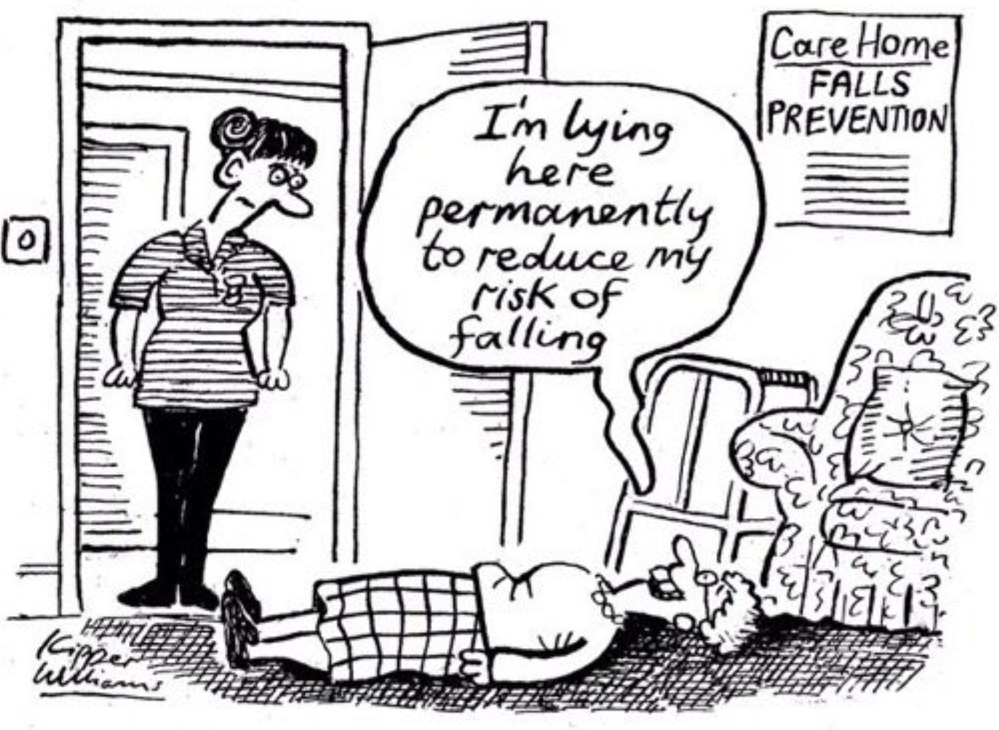 Care Home
FALLS
PREVENTION
I'm lying
here
permanently
to reduce my
risk of
falling
Kipper
Williams